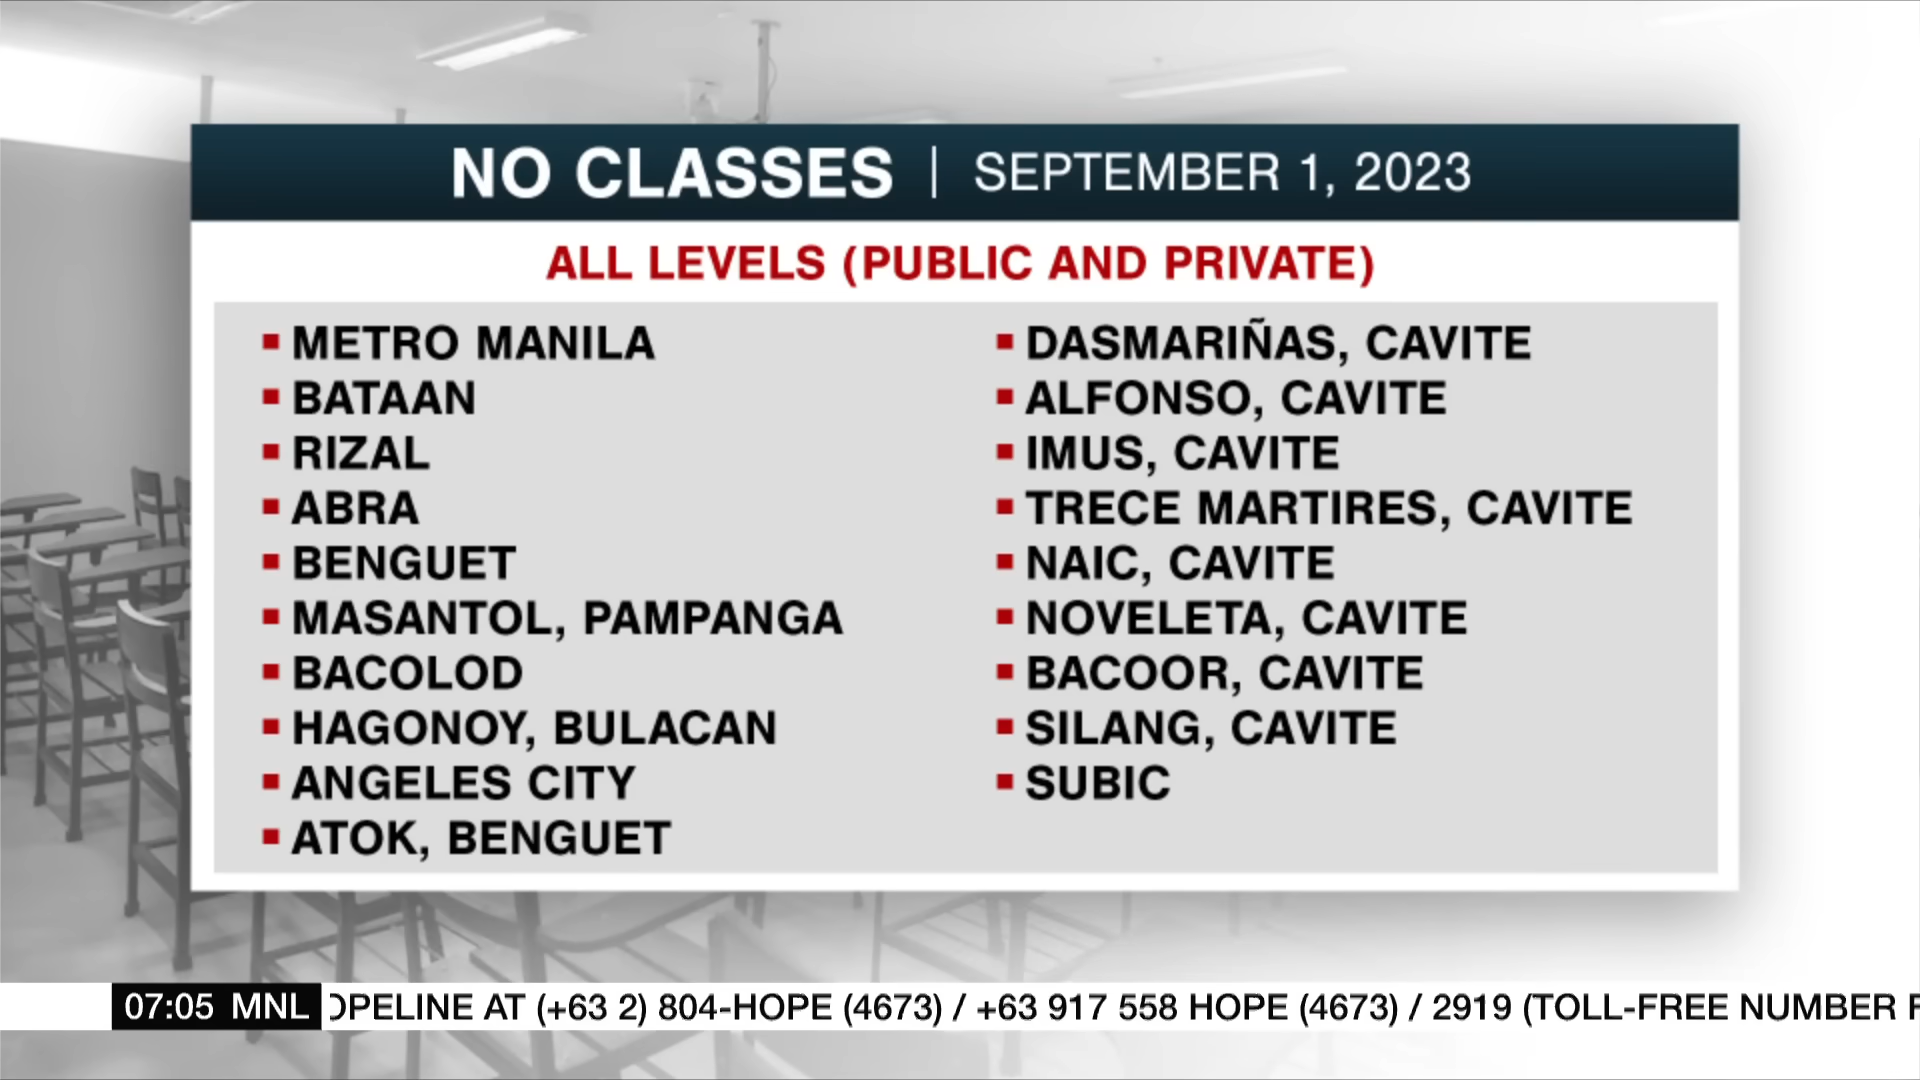 NO CLASSES | SEPTEMBER 1, 2023
ALL LEVELS (PUBLIC AND PRIVATE)
METRO MANILA
BATAAN
RIZAL
ABRA
BENGUET
MASANTOL, PAMPANGA
BACOLOD
HAGONOY, BULACAN
ANGELES CITY
ATOK, BENGUET
DASMARIÑAS, CAVITE
ALFONSO, CAVITE
IMUS, CAVITE
TRECE MARTIRES, CAVITE
NAIC, CAVITE
NOVELETA, CAVITE
BACOOR, CAVITE
SILANG, CAVITE
SUBIC
07:05 MNL OPELINE AT (+63 2) 804-HOPE (4673) / +63 917 558 HOPE (4673) / 2919 (TOLL-FREE NUMBER